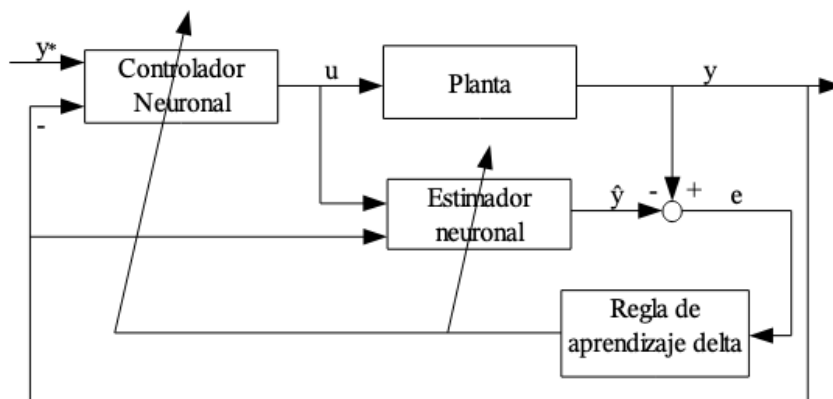 y*
Controlador
Neuronal
-
u
Planta
y
Estimador
neuronal
ŷ
-
+
e
Regla de
aprendizaje delta